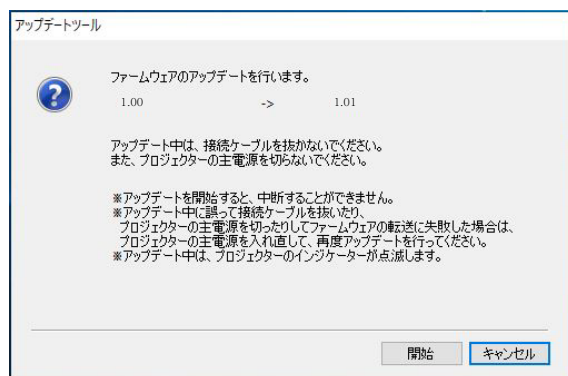 アップデートツール
ファームウェアのアップデートを行います。
1.00 -> 1.01
アップデート中は、接続ケーブルを抜かないでください。
また、プロジェクターの主電源を切らないでください。
※アップデートを開始すると、中断することができません。
※アップデート中に誤って接続ケーブルを抜いたり、
プロジェクターの主電源を切ったりしてファームウェアの転送に失敗した場合は、
プロジェクターの主電源を入れ直して、再度アップデートを行ってください。
※アップデート中は、プロジェクターのインジケーターが点滅します。
開始 キャンセル